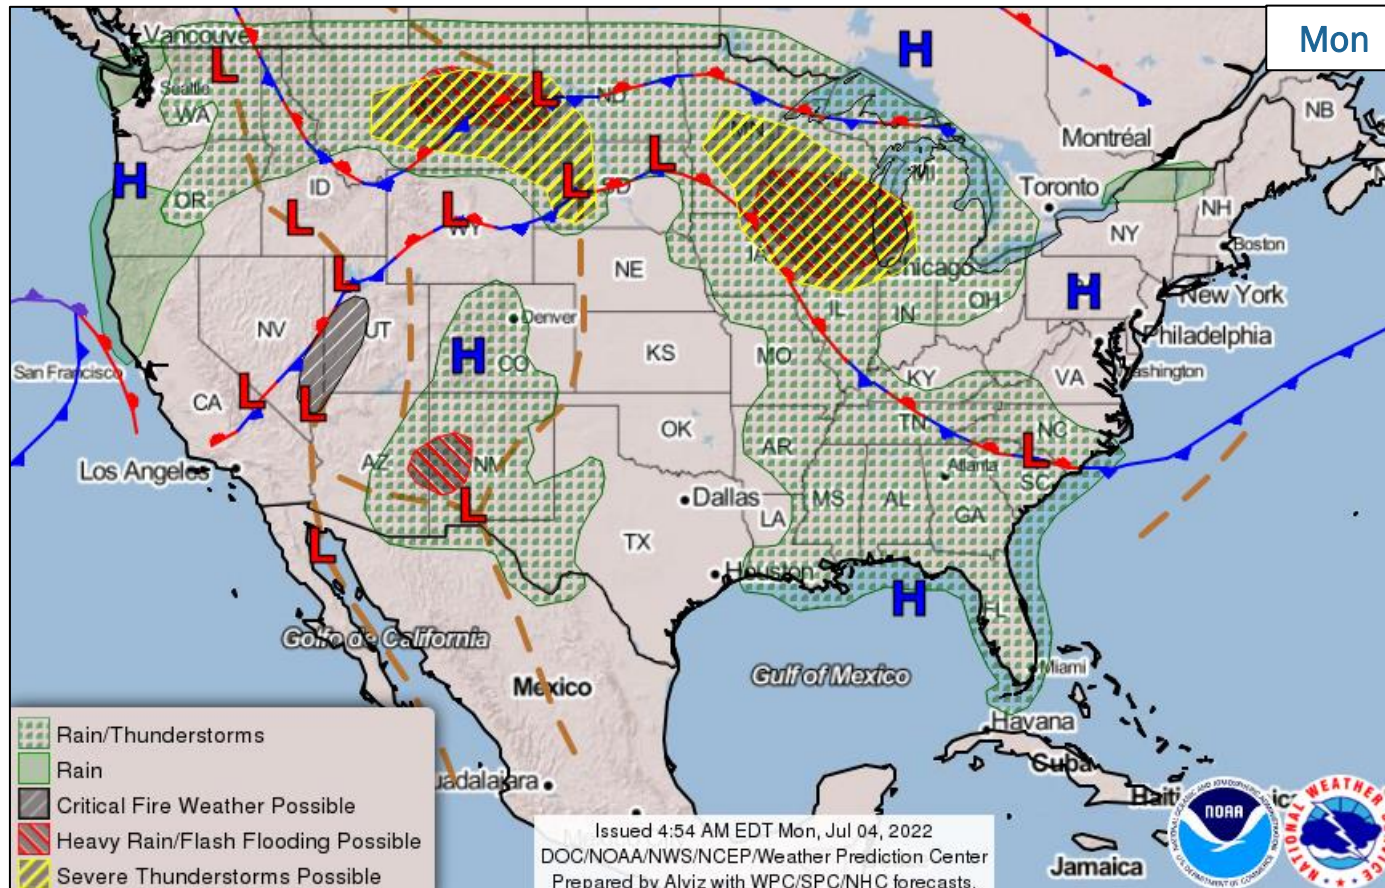 Mon
Vancouver
Seattle
WA
ND
MN
Montréal
NB
ID
OR
SD
MI
Toronto
NH
WY
NY
Boston
IA
NE
Chicago
OH
New York
NV
UT
Denver
IL
IN
Philadelphia
CO
KS
MO
San Francisco
KY
VA
Washington
CA
OK
TN
NC
Los Angeles
AZ
NM
AR
Atlanta
SC
Dallas
MS
AL
GA
LA
TX
Houston
FL
Golfo de California
Gulf of Mexico
Miami
México
Havana
Cuba
Jamaica
H
H
H
H
H
L
L
L
L
L
L
L
L
L
L
L
L
Rain/Thunderstorms
Rain
Critical Fire Weather Possible
Heavy Rain/Flash Flooding Possible
Severe Thunderstorms Possible
Issued 4:54 AM EDT Mon, Jul 04, 2022
DOC/NOAA/NWS/NCEP/Weather Prediction Center
Prepared by Alviz with WPC/SPC/NHC forecasts.
NOAA